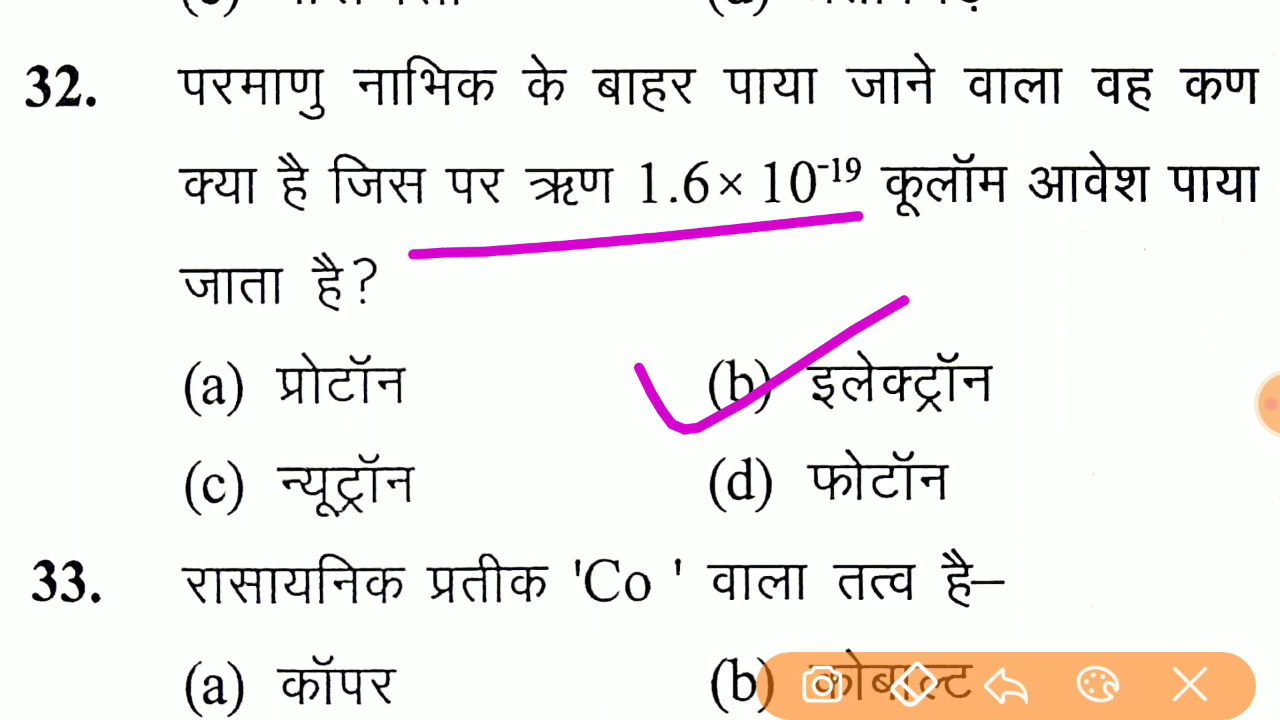 32. परमाणु नाभिक के बाहर पाया जाने वाला वह कण
क्या है जिस पर ऋण 1.6× 10⁻¹⁹ कूलॉम आवेश पाया
जाता है?
(a) प्रोटॉन (b) इलेक्ट्रॉन
(c) न्यूट्रॉन (d) फोटॉन
33. रासायनिक प्रतीक 'Co ' वाला तत्व है–
(a) कॉपर (b) कोबाल्ट